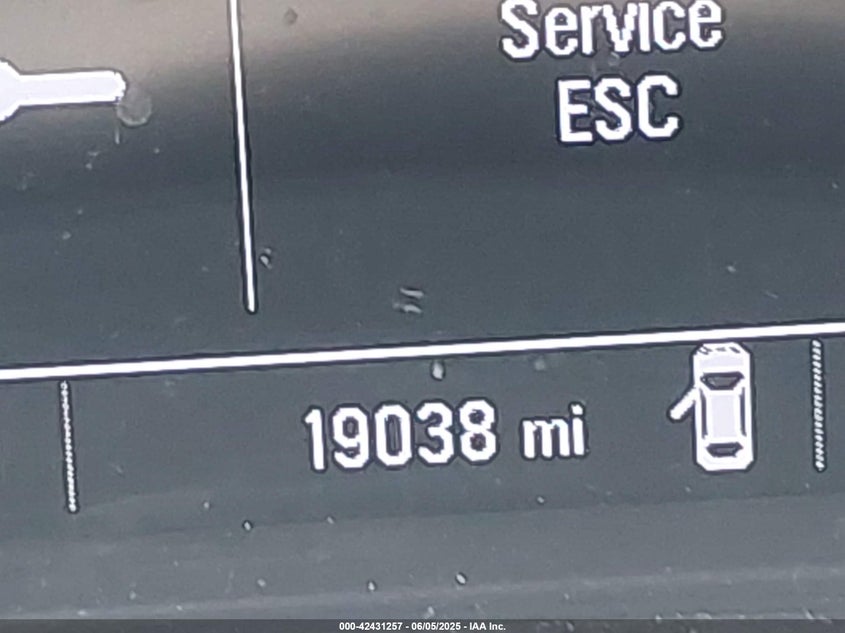 Service
ESC
19038 mi
000-42431257 - 06/05/2025 - IAA Inc.